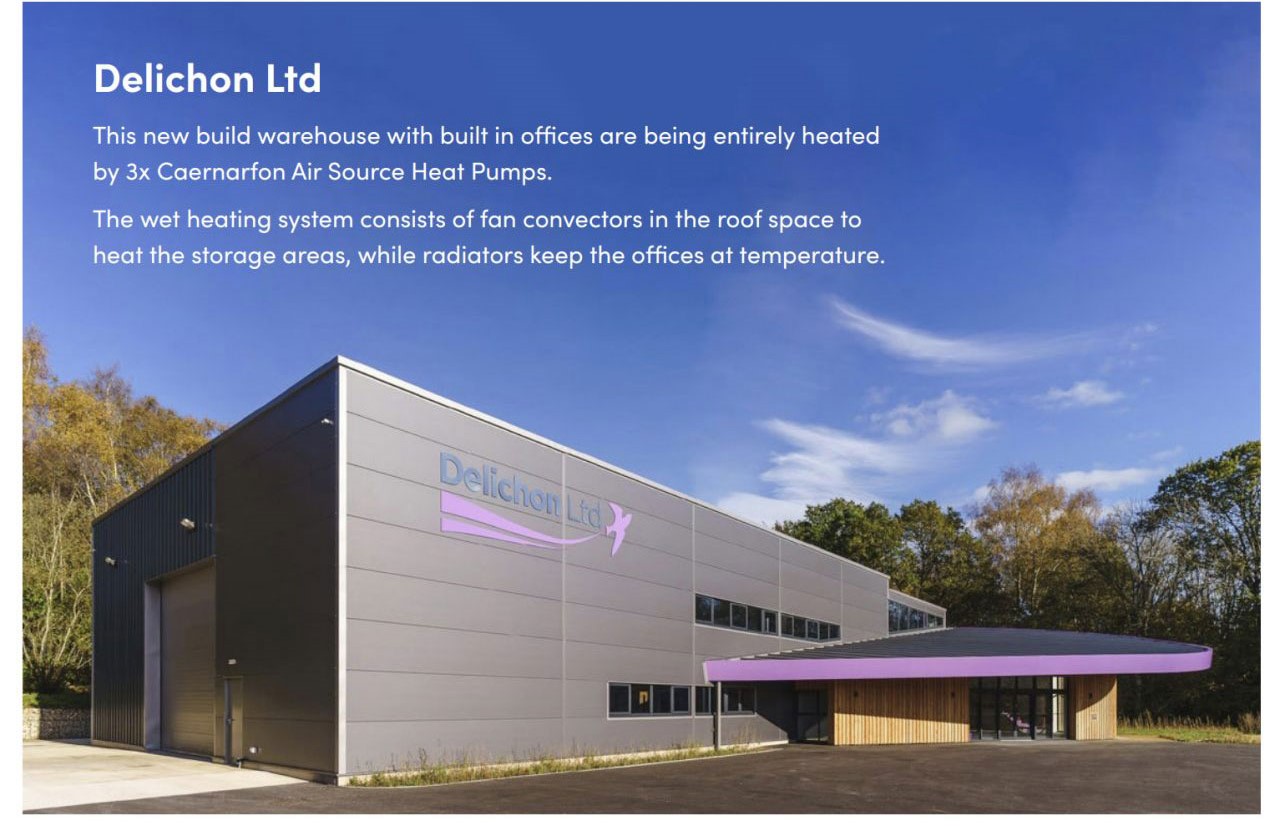 Delichon Ltd
This new build warehouse with built in offices are being entirely heated
by 3x Caernarfon Air Source Heat Pumps.
The wet heating system consists of fan convectors in the roof space to
heat the storage areas, while radiators keep the offices at temperature.
Delichon Ltd